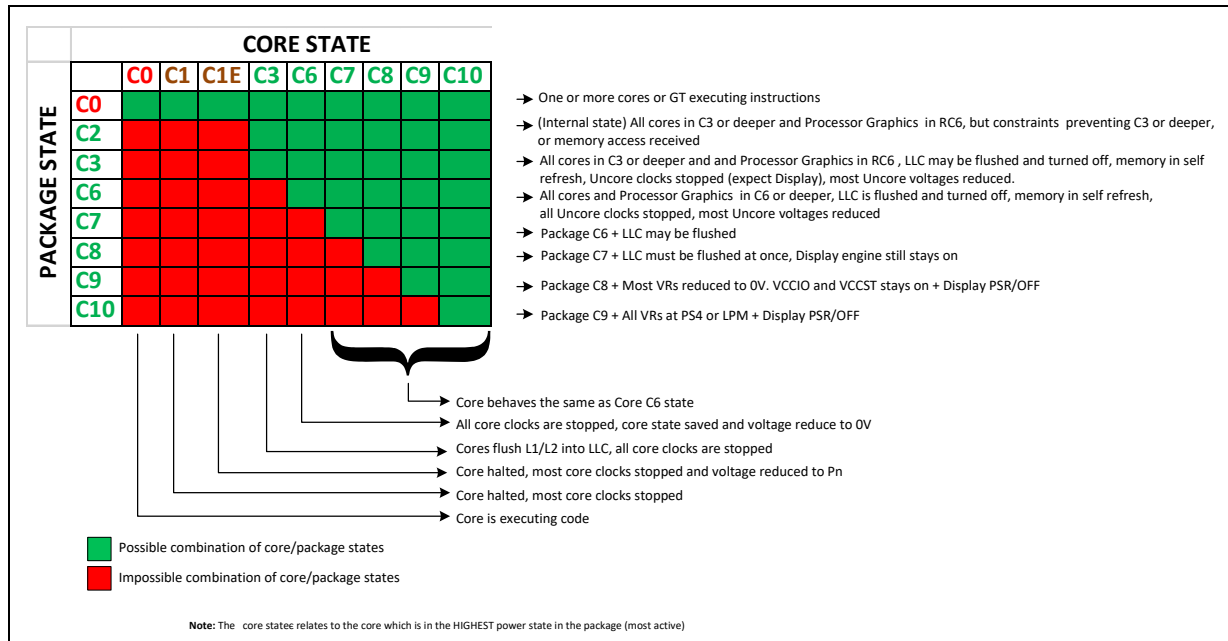 CORE STATE
PACKAGE STATE
C0 C1 C1E C3 C6 C7 C8 C9 C10
C0
C2
C3
C6
C7
C8
C9
C10
One or more cores or GT executing instructions
(Internal state) All cores in C3 or deeper and Processor Graphics in RC6, but constraints preventing C3 or deeper,
or memory access received
All cores in C3 or deeper and and Processor Graphics in RC6 , LLC may be flushed and turned off, memory in self
refresh, Uncore clocks stopped (expect Display), most Uncore voltages reduced.
All cores and Processor Graphics in C6 or deeper, LLC is flushed and turned off, memory in self refresh,
all Uncore clocks stopped, most Uncore voltages reduced
Package C6 + LLC may be flushed
Package C7 + LLC must be flushed at once, Display engine still stays on
Package C8 + Most VRs reduced to 0V. VCCIO and VCCST stays on + Display PSR/OFF
Package C9 + All VRs at PS4 or LPM + Display PSR/OFF
Core behaves the same as Core C6 state
All core clocks are stopped, core state saved and voltage reduce to 0V
Cores flush L1/L2 into LLC, all core clocks are stopped
Core halted, most core clocks stopped and voltage reduced to Pn
Core halted, most core clocks stopped
Core is executing code
Possible combination of core/package states
Impossible combination of core/package states
Note: The core statee relates to the core which is in the HIGHEST power state in the package (most active)